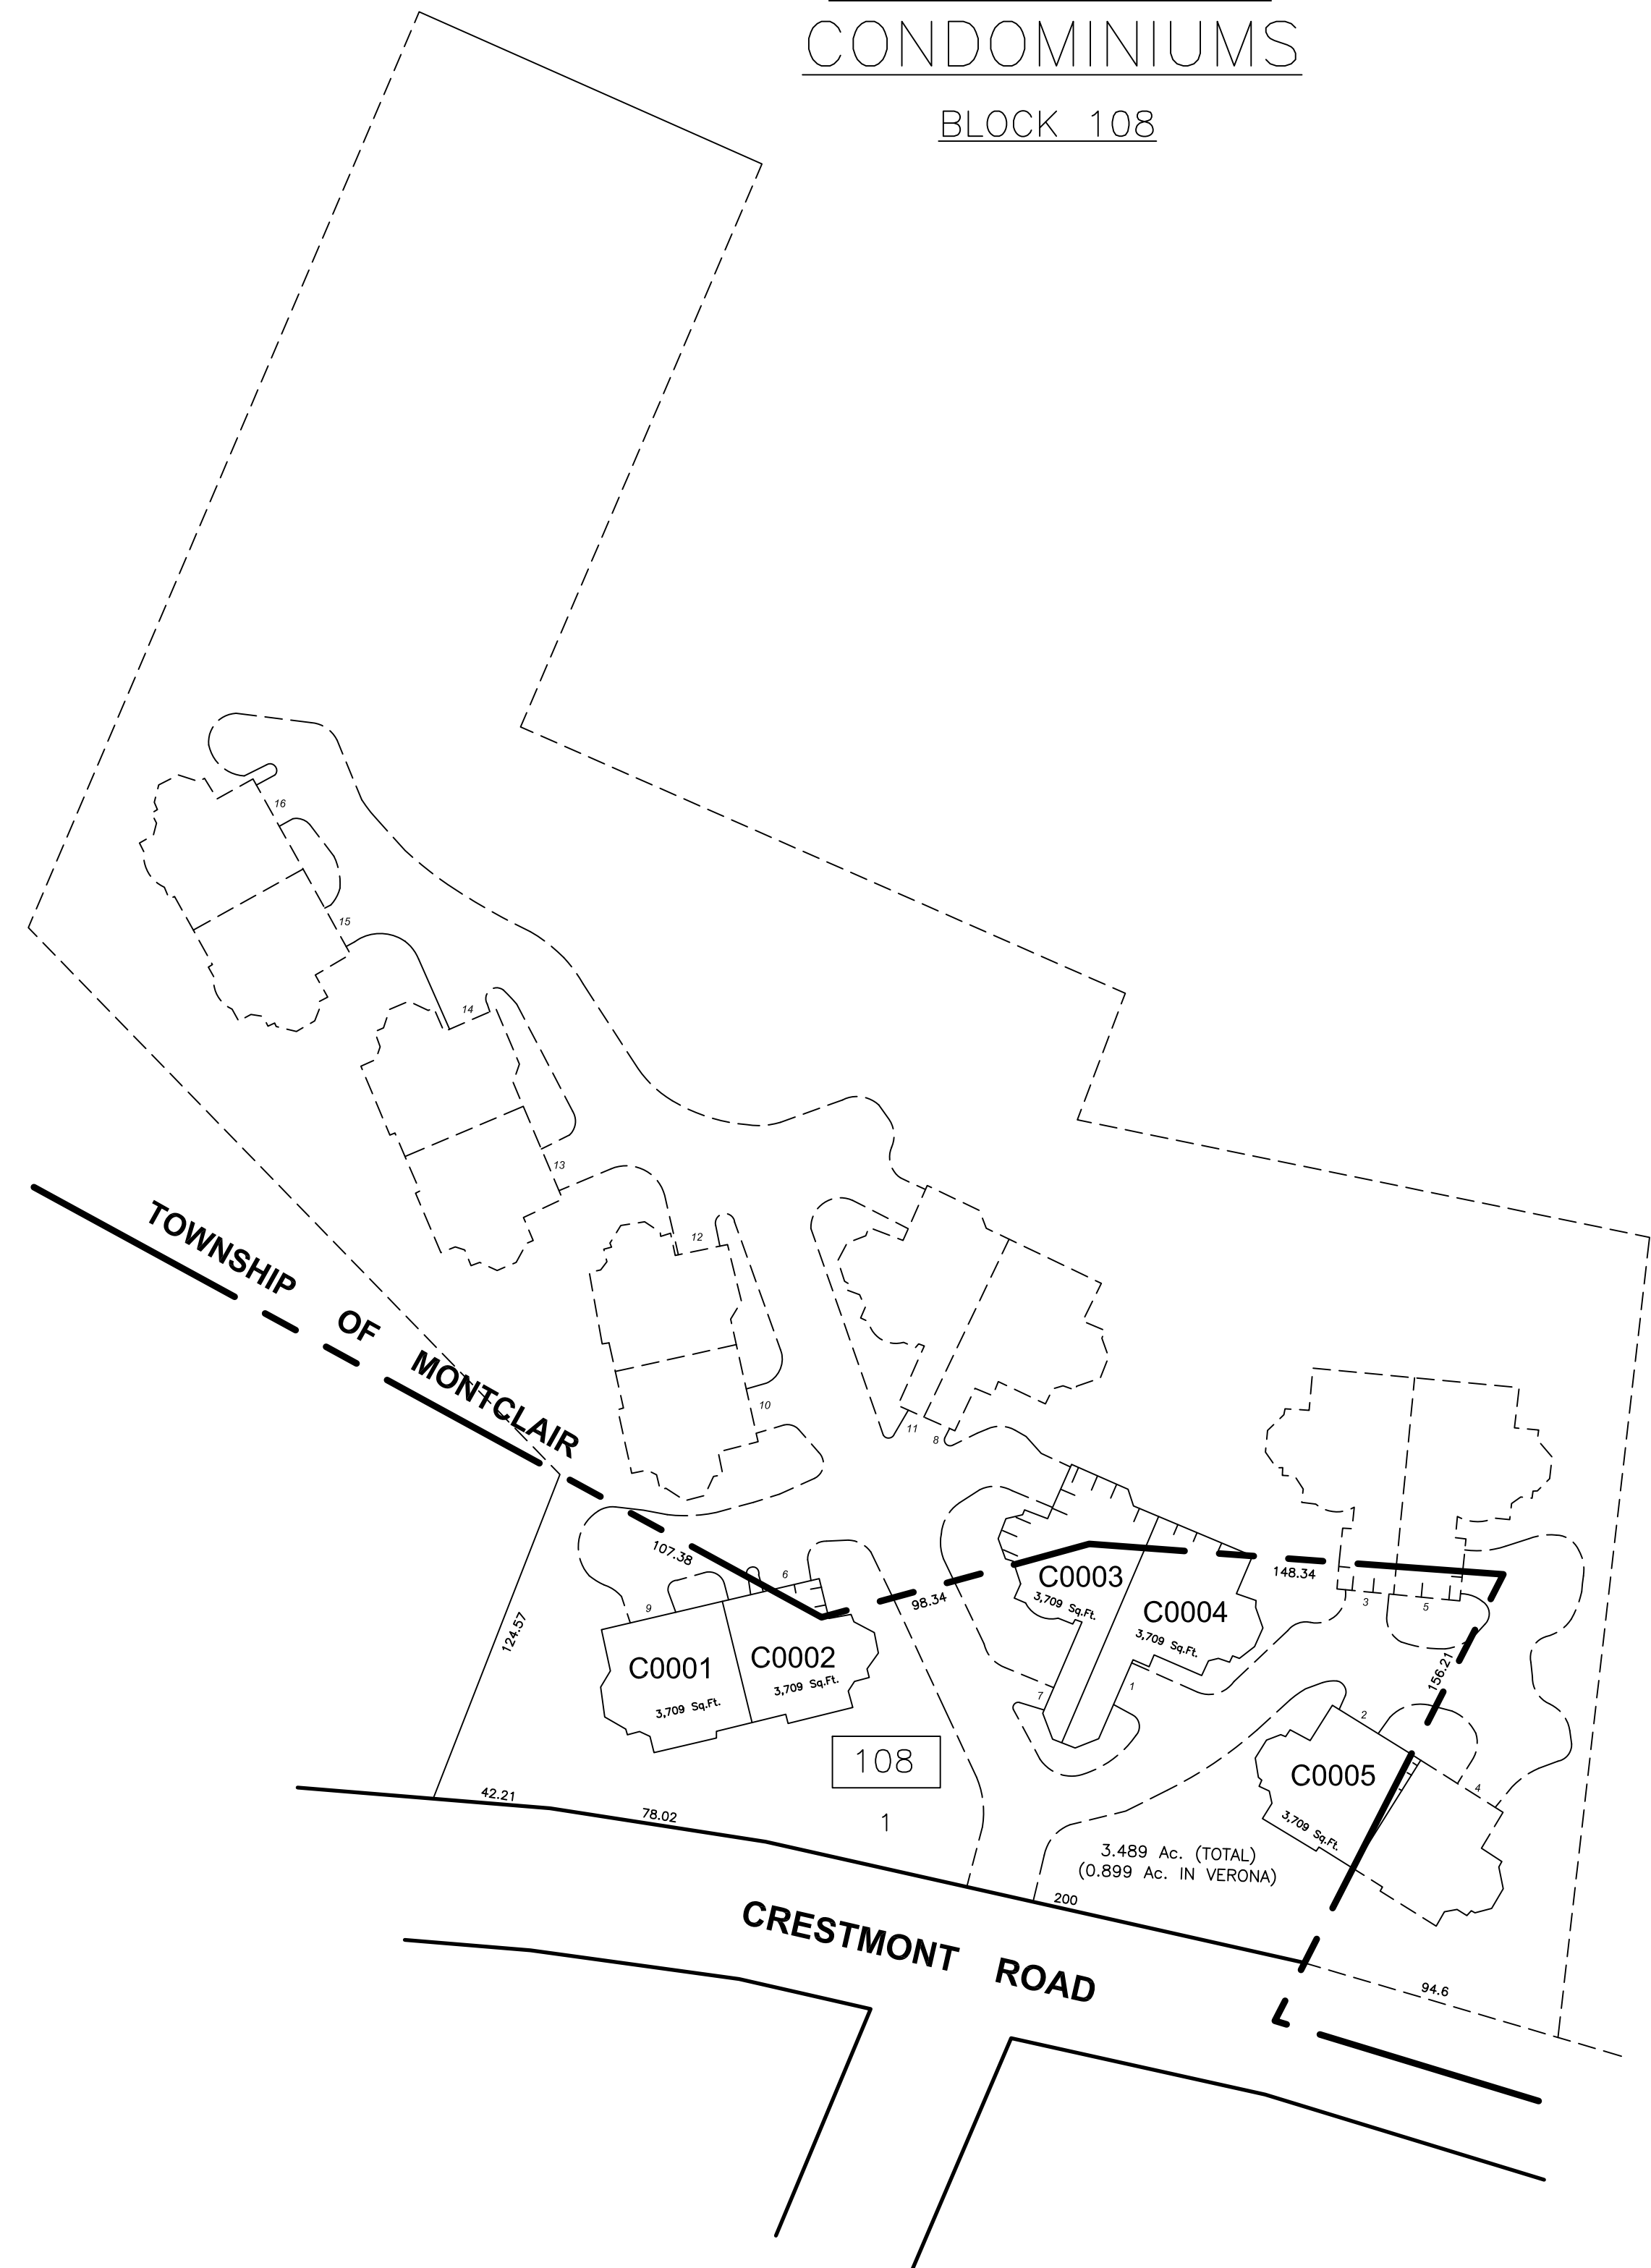 CONDOMINIUMS
BLOCK 108
16
15
14
13
12
10
11
8
TOWNSHIP OF MONTCLAIR
107.38
6
9
98.34
C0003
3,709 Sq.Ft.
C0004
3,709 Sq.Ft.
148.34
3
5
124.57
C0001
3,709 Sq.Ft.
C0002
3,709 Sq.Ft.
7
1
156.21
2
4
C0005
3,709 Sq.Ft.
108
1
42.21
78.02
3.489 Ac. (TOTAL)
(0.899 Ac. IN VERONA)
200
CRESTMONT ROAD
94.6